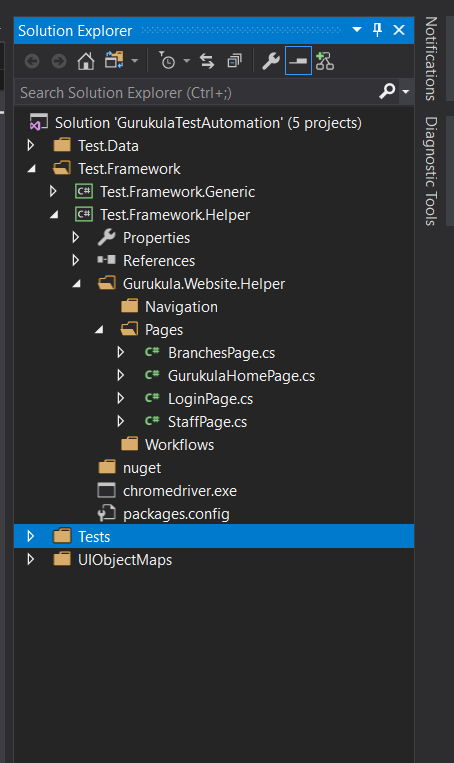 Solution Explorer
Search Solution Explorer (Ctrl+;)
Solution 'GurukulaTestAutomation' (5 projects)
Test.Data
Test.Framework
C# Test.Framework.Generic
C# Test.Framework.Helper
Properties
References
Gurukula.Website.Helper
Navigation
Pages
C# BranchesPage.cs
C# GurukulaHomePage.cs
C# LoginPage.cs
C# StaffPage.cs
Workflows
nuget
chromedriver.exe
packages.config
Tests
UIObjectMaps
Notifications
Diagnostic Tools